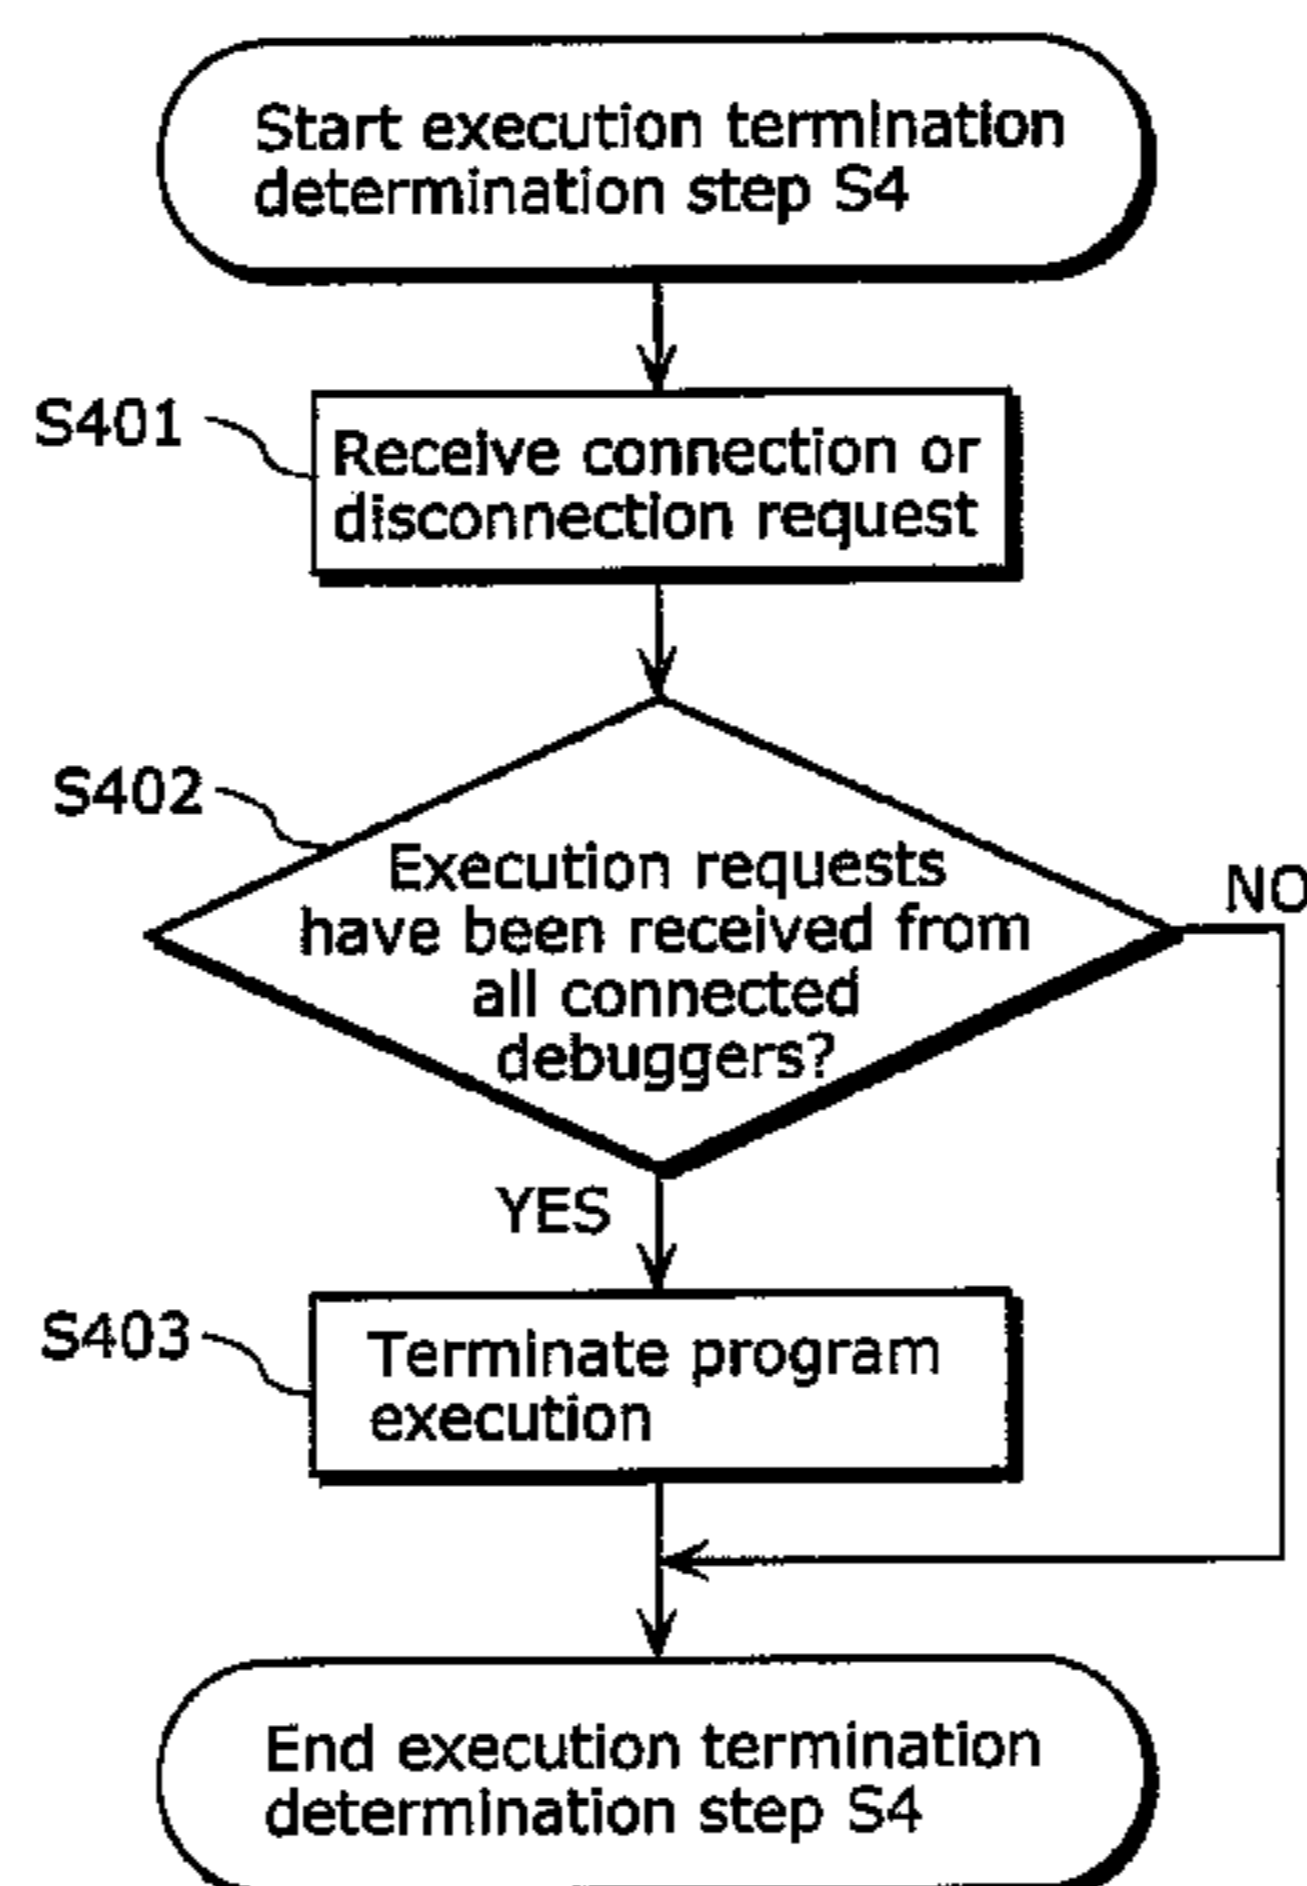 Start execution termination
determination step S4
S401
Receive connection or
disconnection request
S402
Execution requests
have been received from
all connected
debuggers?
NO
YES
S403
Terminate program
execution
End execution termination
determination step S4